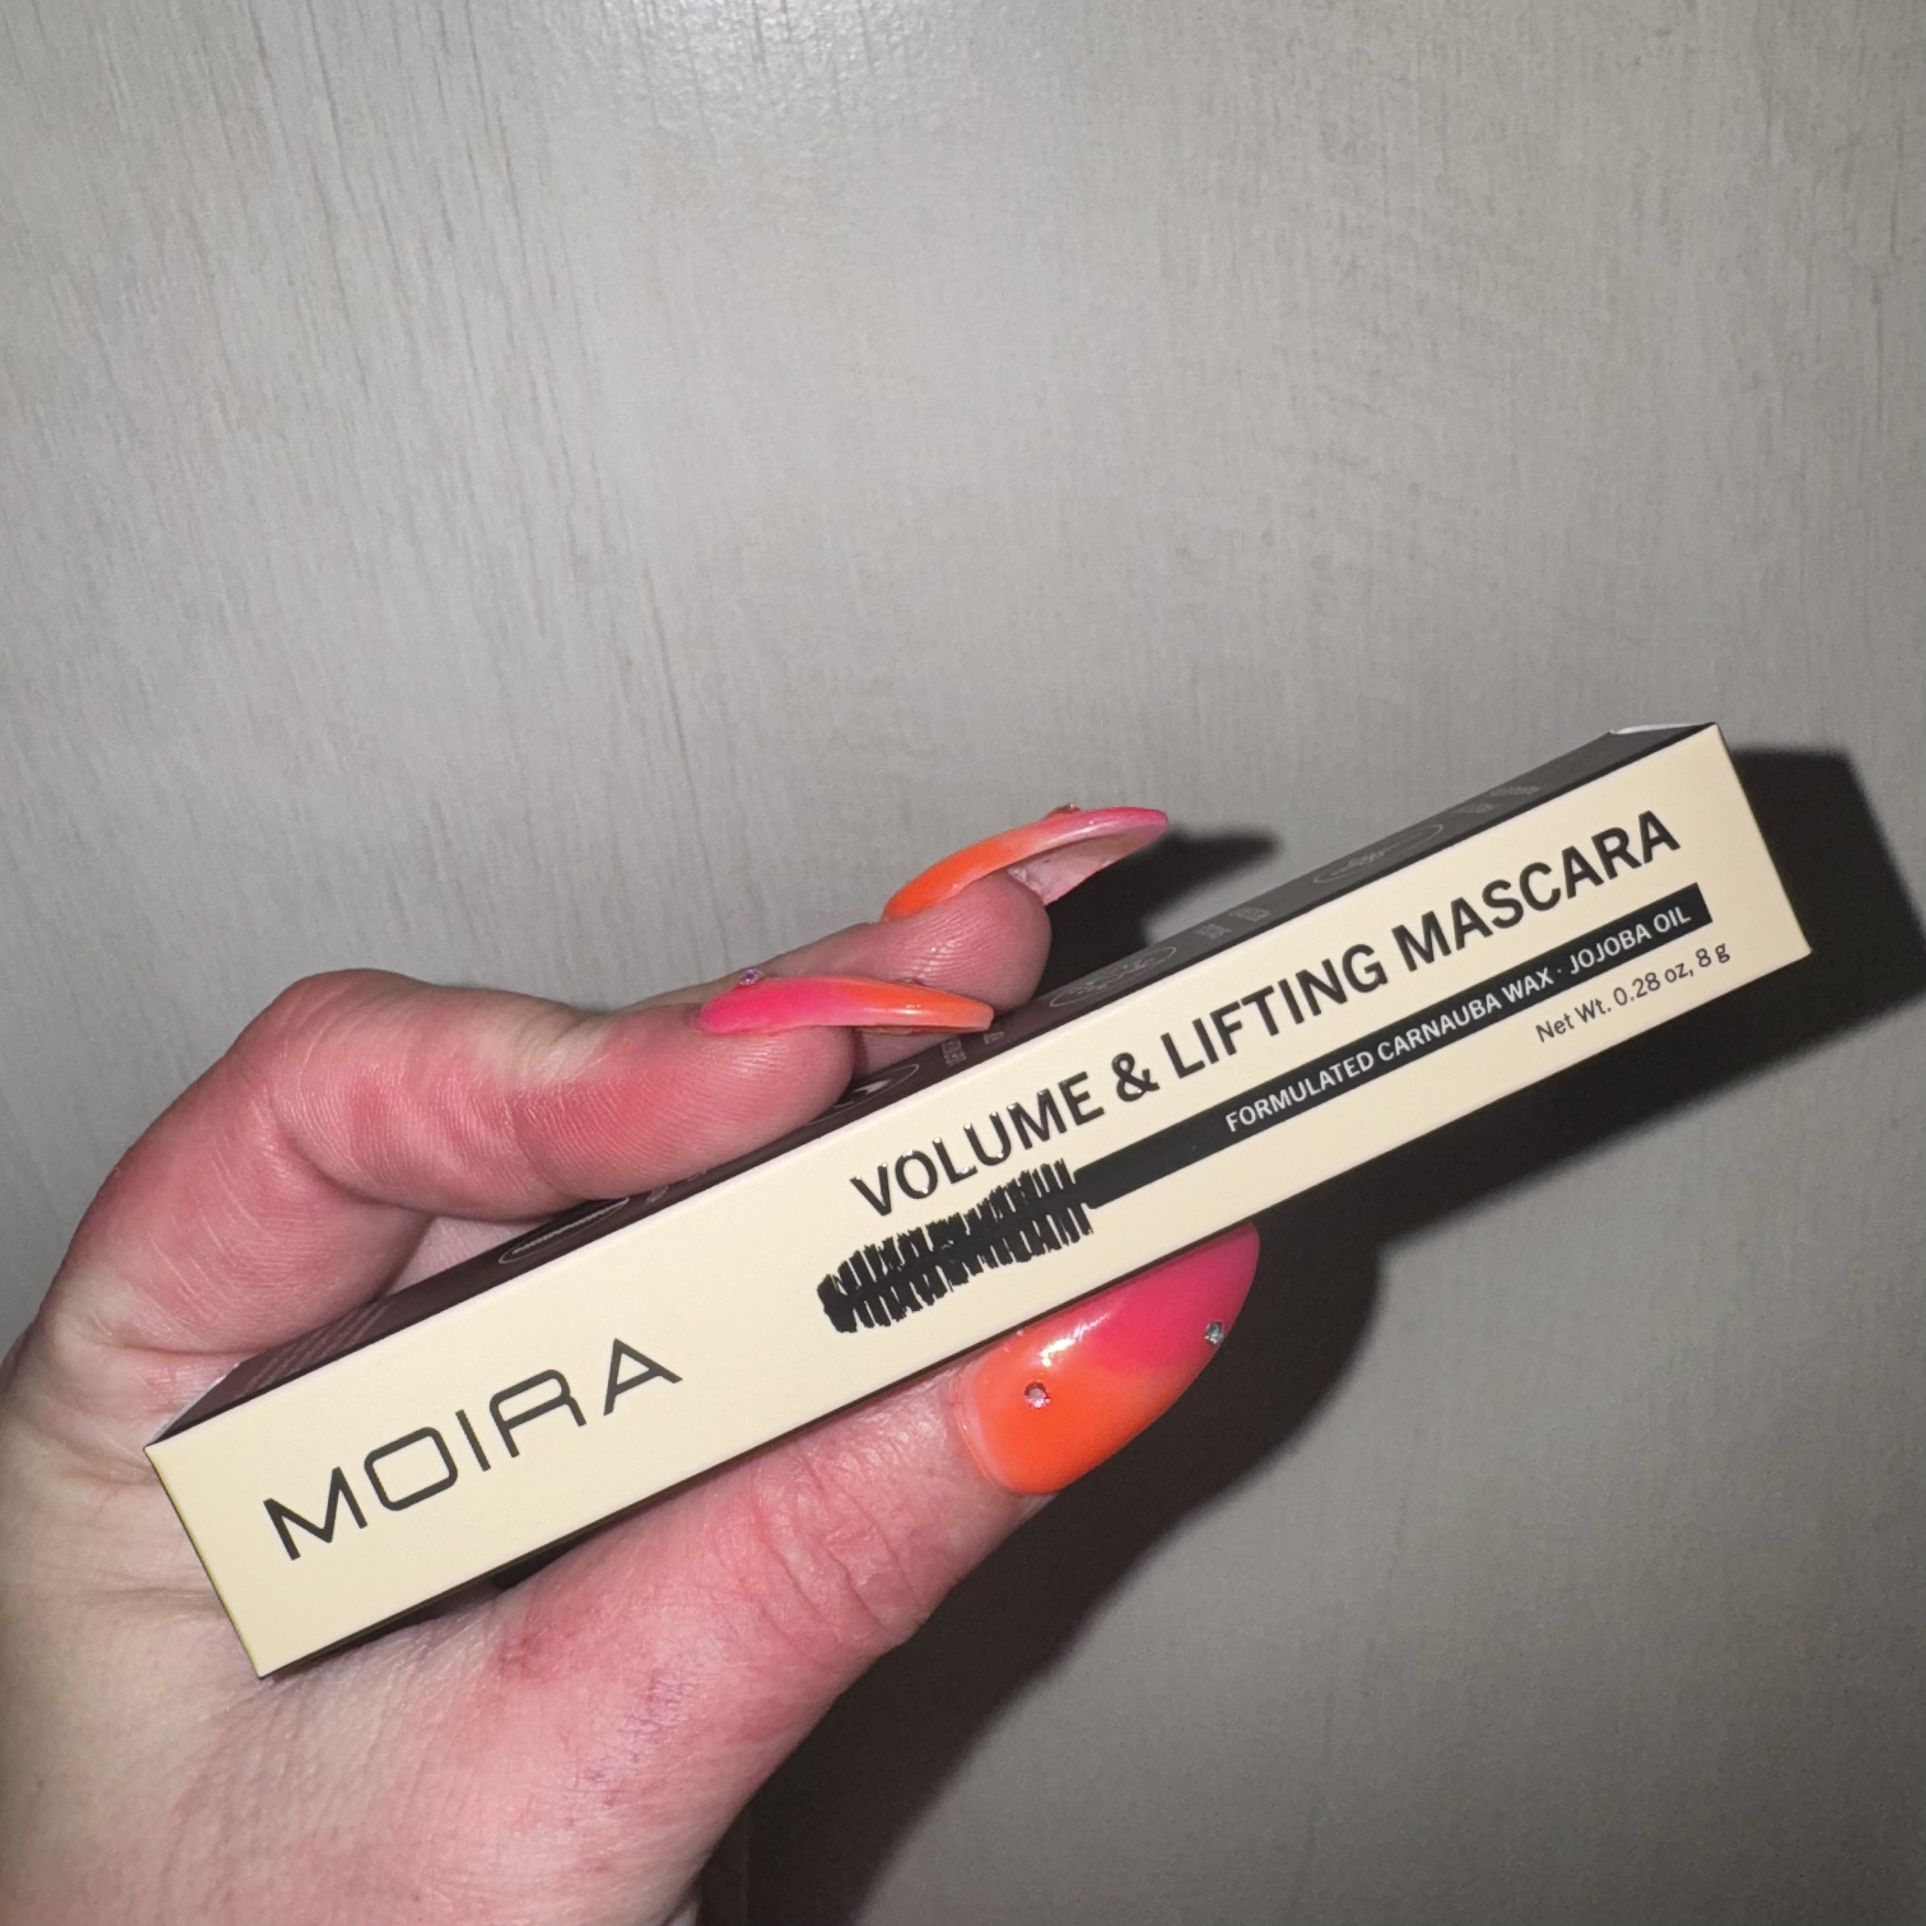 MOIRA
VOLUME & LIFTING MASCARA
FORMULATED CARNAUBA WAX · JOJOBA OIL
Net Wt. 0.28 oz, 8 g